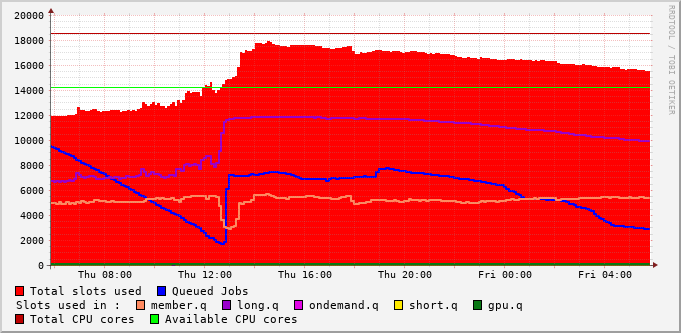 20000
18000
16000
14000
12000
10000
8000
6000
4000
2000
0
Thu 08:00 Thu 12:00 Thu 16:00 Thu 20:00 Fri 00:00 Fri 04:00
Total slots used Queued Jobs
Slots used in : member.q long.q ondemand.q short.q gpu.q
Total CPU cores Available CPU cores
RRDTOOL / TOBI OETIKER